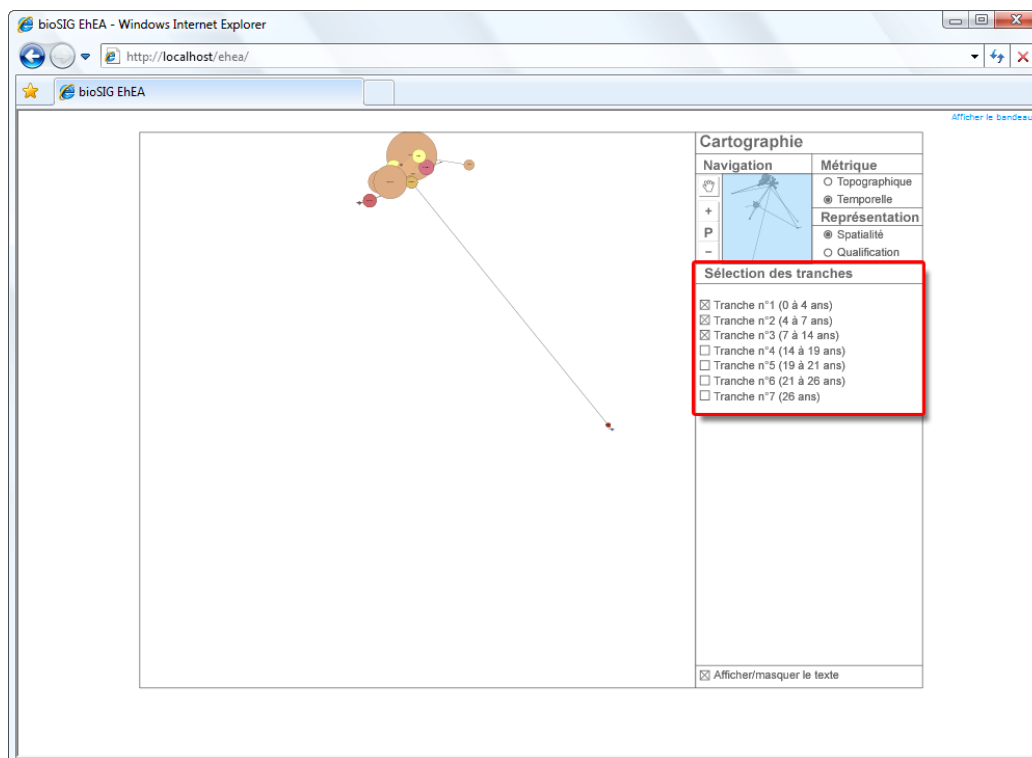 bioSIG EhEA - Windows Internet Explorer
http://localhost/ehea/
bioSIG EhEA
Afficher le bandeau
Cartographie
Navigation
Métrique
Topographique
Temporelle
Représentation
Spatialité
Qualification
+
P
−
Sélection des tranches
Tranche n°1 (0 à 4 ans)
Tranche n°2 (4 à 7 ans)
Tranche n°3 (7 à 14 ans)
Tranche n°4 (14 à 19 ans)
Tranche n°5 (19 à 21 ans)
Tranche n°6 (21 à 26 ans)
Tranche n°7 (26 ans)
Afficher/masquer le texte